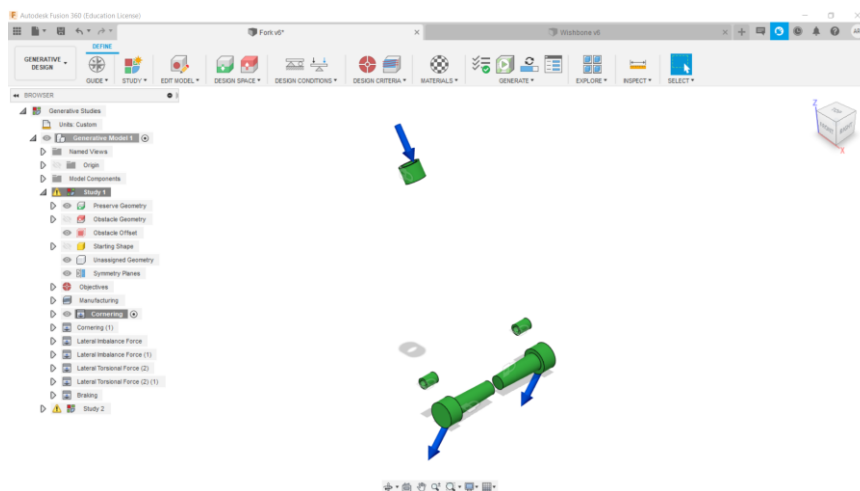 Autodesk Fusion 360 (Education License)
Fork v6*
Wishbone v6
DEFINE
GENERATIVE DESIGN
GUIDE
STUDY
EDIT MODEL
DESIGN SPACE
DESIGN CONDITIONS
DESIGN CRITERIA
MATERIALS
GENERATE
EXPLORE
INSPECT
SELECT
BROWSER
Generative Studies
Units: Custom
Generative Model 1
Named Views
Origin
Model Components
Study 1
Preserve Geometry
Obstacle Geometry
Obstacle Offset
Starting Shape
Unassigned Geometry
Symmetry Planes
Objectives
Manufacturing
Cornering
Cornering (1)
Lateral Imbalance Force
Lateral Imbalance Force (1)
Lateral Torsional Force (2)
Lateral Torsional Force (2) (1)
Braking
Study 2
Z
FRONT
RIGHT
X